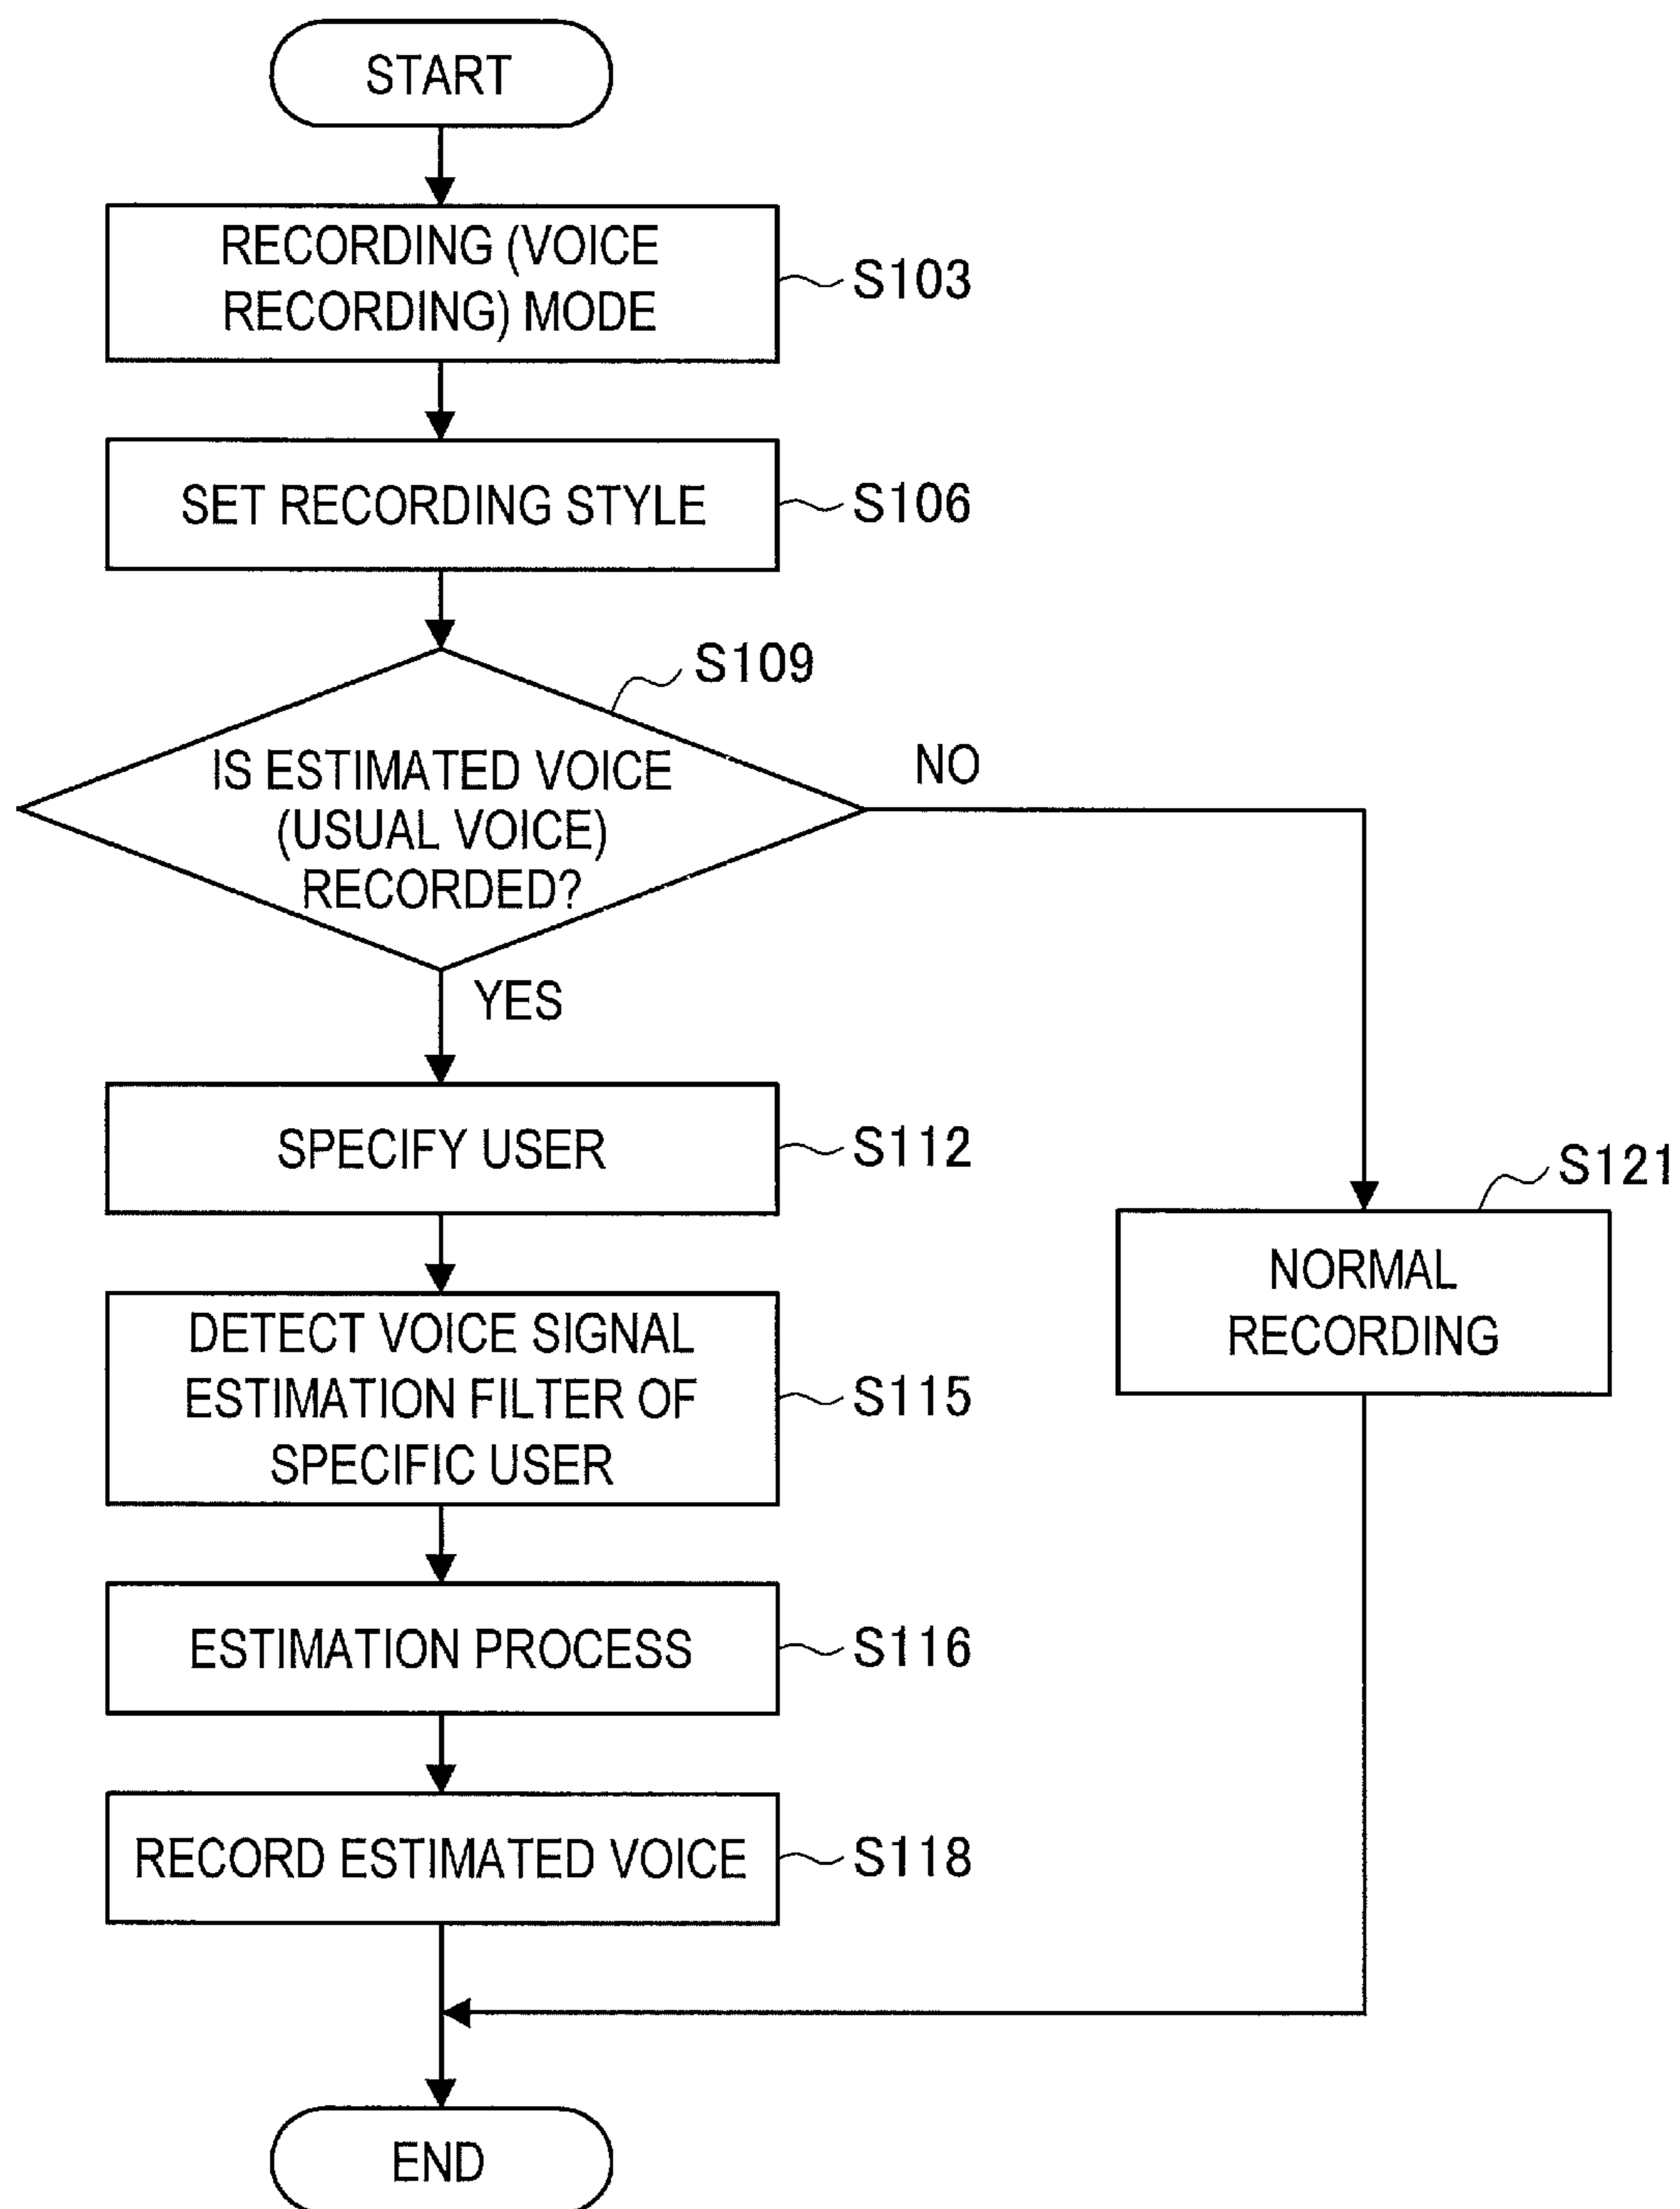 START
RECORDING (VOICE
RECORDING) MODE
S103
SET RECORDING STYLE
S106
S109
IS ESTIMATED VOICE
(USUAL VOICE)
RECORDED?
NO
YES
SPECIFY USER
S112
S121
NORMAL
RECORDING
DETECT VOICE SIGNAL
ESTIMATION FILTER OF
SPECIFIC USER
S115
ESTIMATION PROCESS
S116
RECORD ESTIMATED VOICE
S118
END